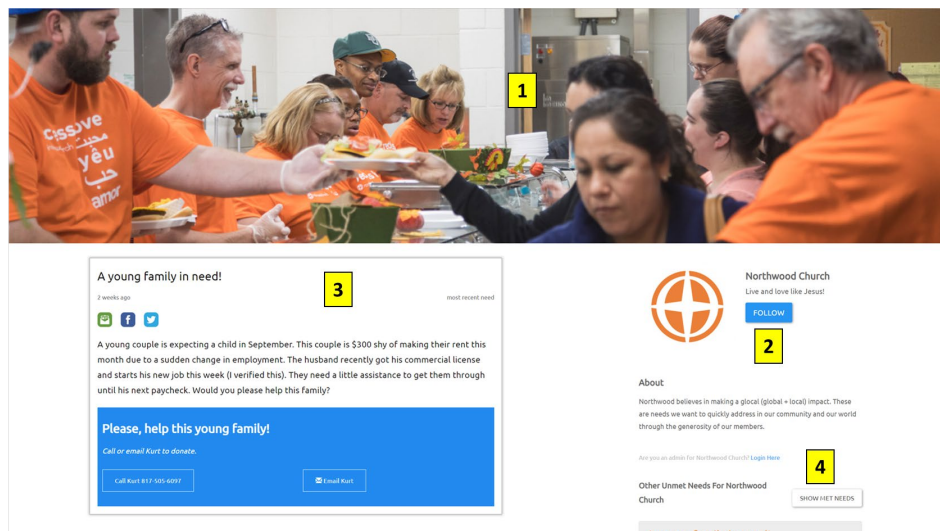 1
yêu
محبت
حب
amor
A young family in need!
3
2 weeks ago
most recent need
A young couple is expecting a child in September. This couple is $300 shy of making their rent this
month due to a sudden change in employment. The husband recently got his commercial license
and starts his new job this week (I verified this). They need a little assistance to get them through
until his next paycheck. Would you please help this family?
Please, help this young family!
Call or email Kurt to donate.
Call Kurt 817-505-6097
Email Kurt
Northwood Church
Live and love like Jesus!
FOLLOW
2
About
Northwood believes in making a glocal (global + local) impact. These
are needs we want to quickly address in our community and our world
through the generosity of our members.
Are you an admin for Northwood Church? Login Here
4
Other Unmet Needs For Northwood
Church
SHOW MET NEEDS